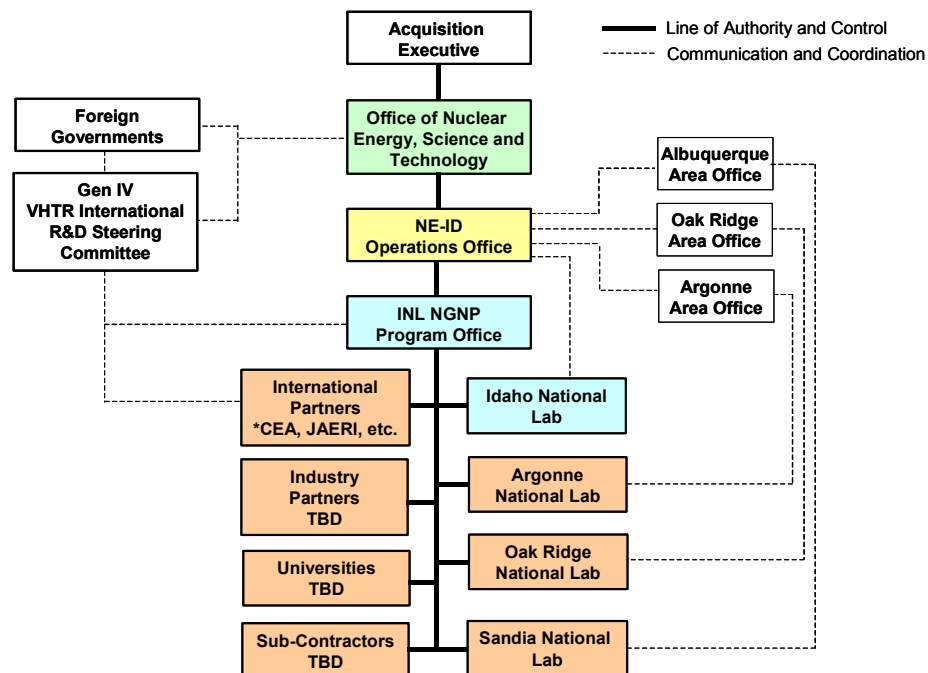 Acquisition
Executive
Line of Authority and Control
Communication and Coordination
Foreign
Governments
Office of Nuclear
Energy, Science and
Technology
Albuquerque
Area Office
Gen IV
VHTR International
R&D Steering
Committee
NE-ID
Operations Office
Oak Ridge
Area Office
Argonne
Area Office
INL NGNP
Program Office
International
Partners
*CEA, JAERI, etc.
Idaho National
Lab
Industry
Partners
TBD
Argonne
National Lab
Universities
TBD
Oak Ridge
National Lab
Sub-Contractors
TBD
Sandia National
Lab